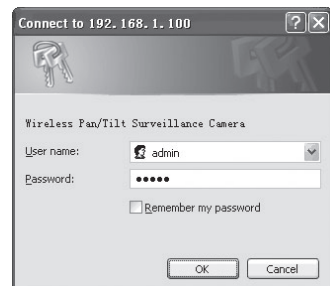 Connect to 192.168.1.100
Wireless Pan/Tilt Surveillance Camera
User name:
admin
Password:
•••••
Remember my password
OK
Cancel